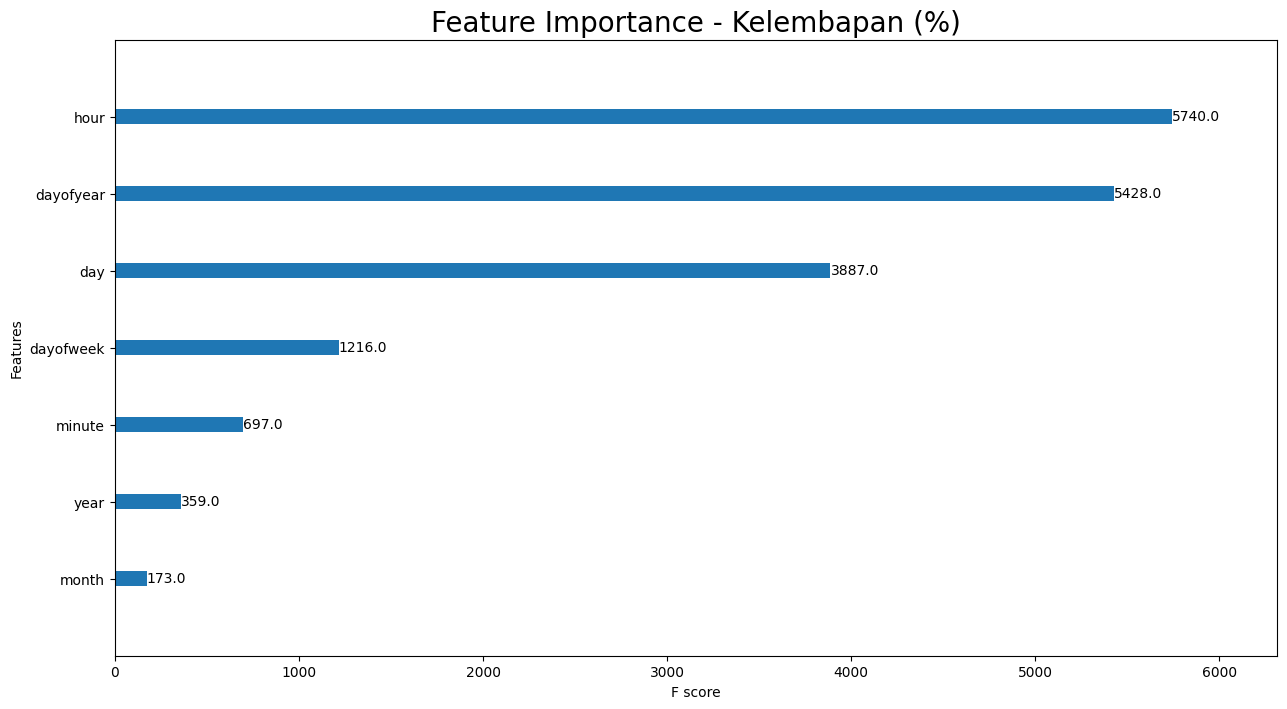 Feature Importance - Kelembapan (%)
hour
5740.0
dayofyear
5428.0
day
3887.0
dayofweek
1216.0
minute
697.0
year
359.0
month
173.0
Features
0 1000 2000 3000 4000 5000 6000
F score